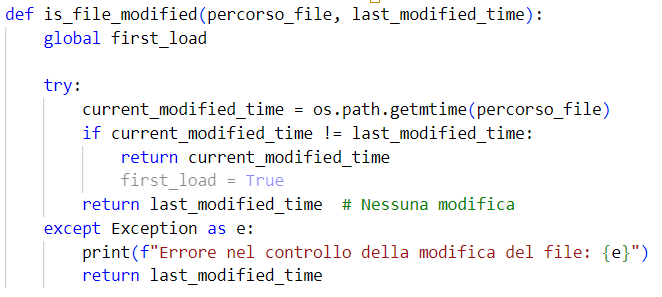 def is_file_modified(percorso_file, last_modified_time):
    global first_load

    try:
        current_modified_time = os.path.getmtime(percorso_file)
        if current_modified_time != last_modified_time:
            return current_modified_time
            first_load = True
        return last_modified_time  # Nessuna modifica
    except Exception as e:
        print(f"Errore nel controllo della modifica del file: {e}")
        return last_modified_time